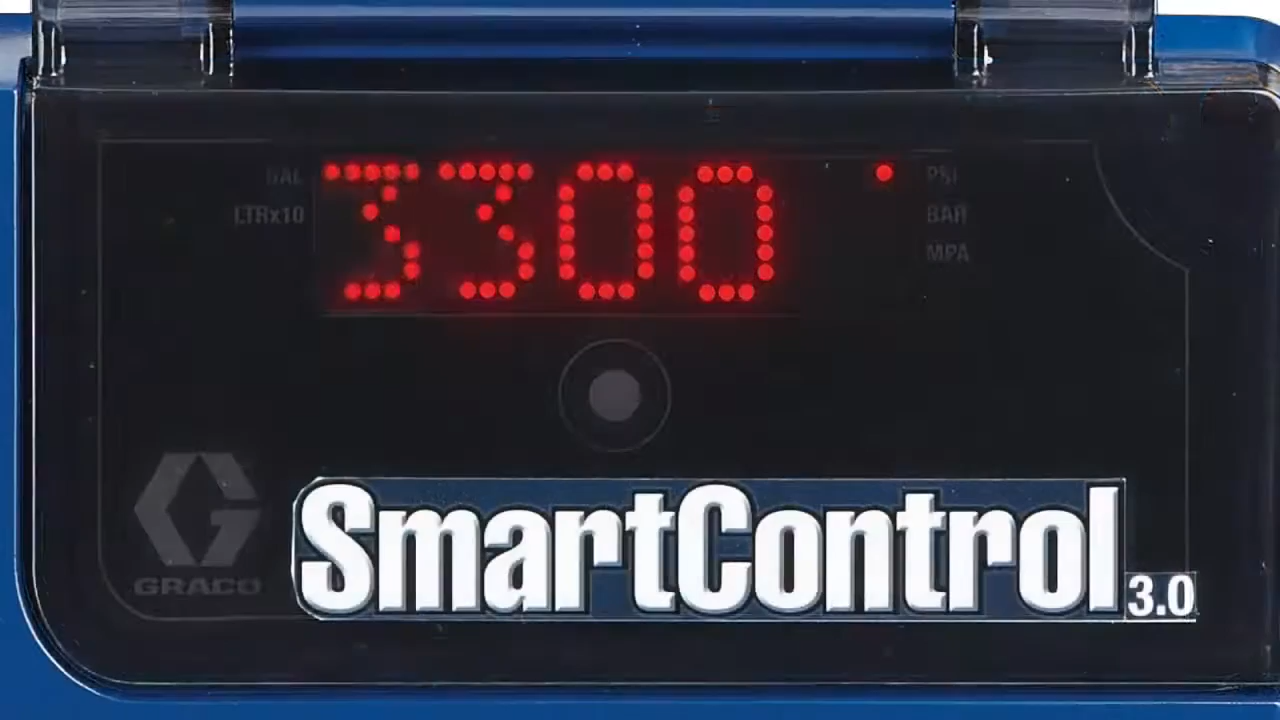 GAL 3300 PSI
LTRx10 BAR
MPA
GRACO
SmartControl 3.0